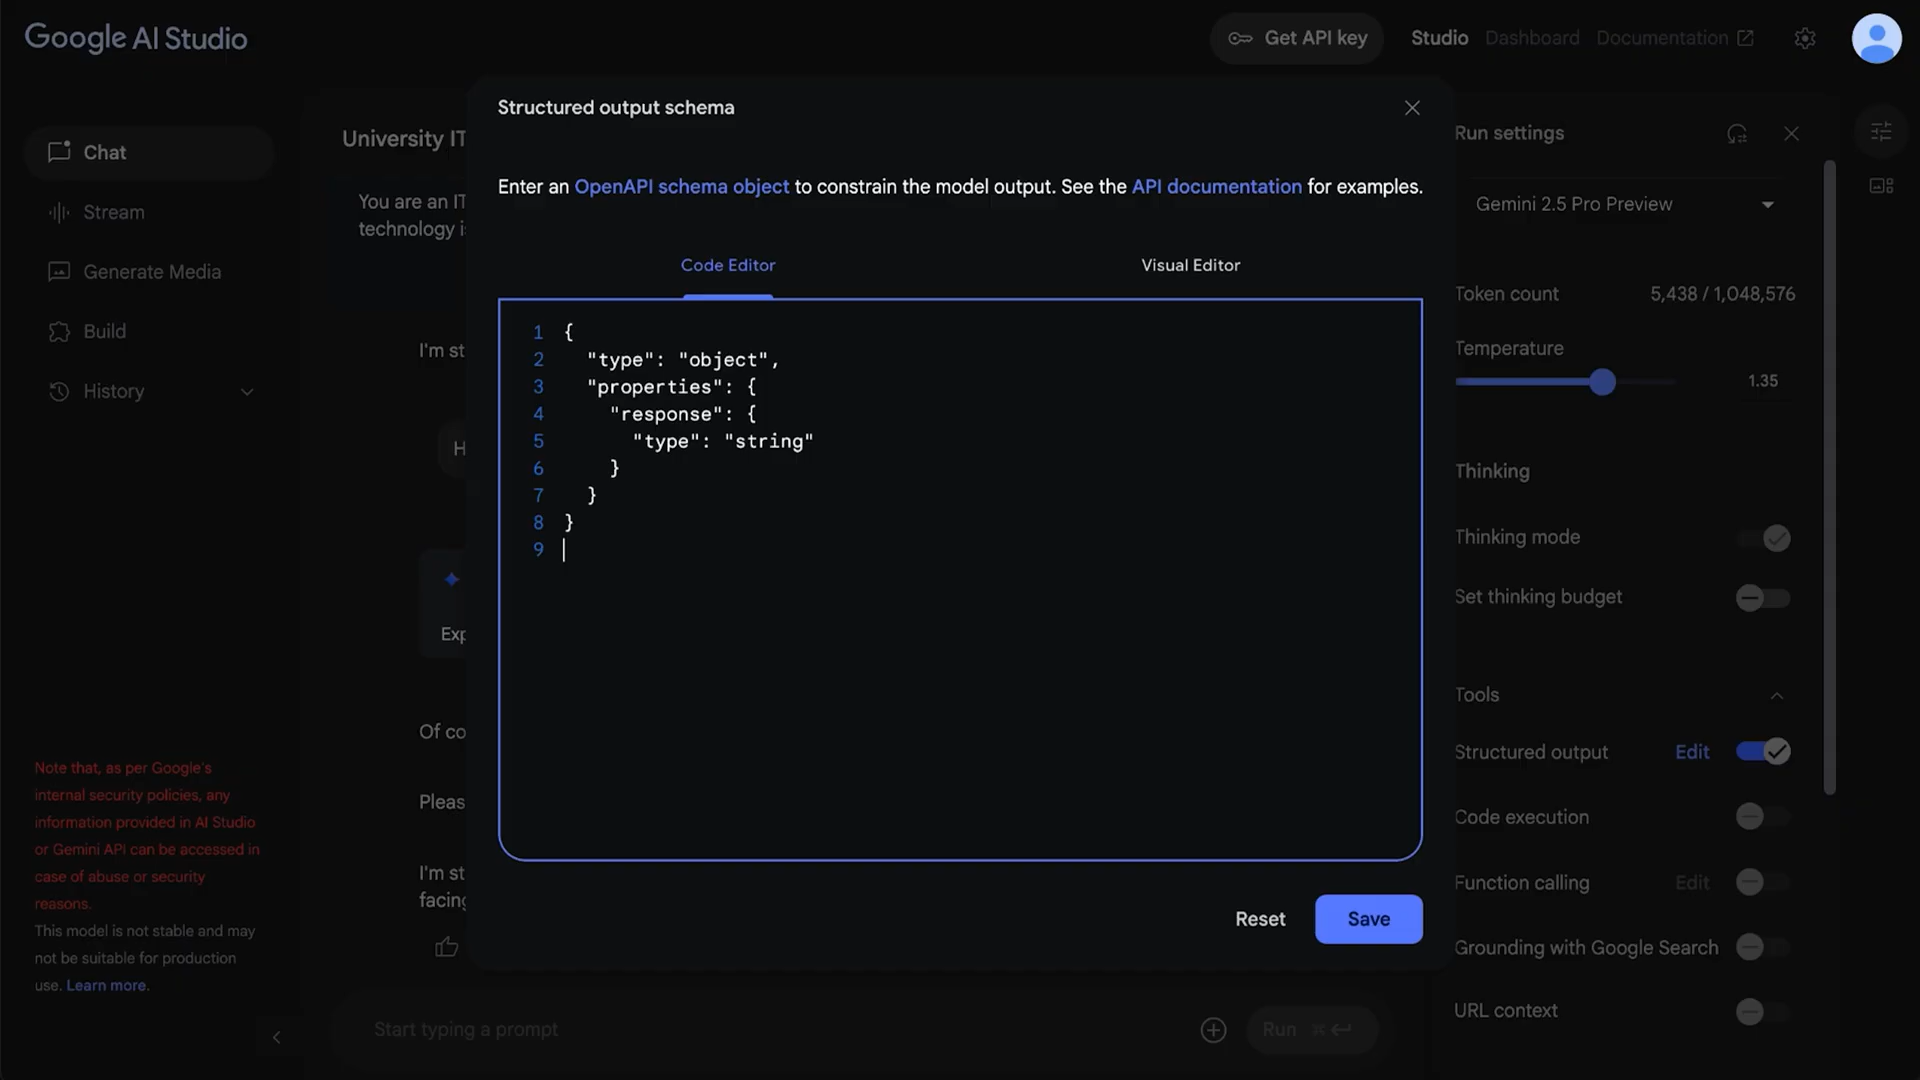 Google AI Studio
Get API key
Studio
Dashboard
Documentation
Chat
Stream
Generate Media
Build
History
Note that, as per Google's
internal security policies, any
information provided in AI Studio
or Gemini API can be accessed in
case of abuse or security
reasons.
This model is not stable and may
not be suitable for production
use. Learn more.
University IT
You are an IT
technology
I'm st
H
Exp
Of co
Pleas
I'm st
facing
Start typing a prompt
Run ⌘
Structured output schema
Enter an OpenAPI schema object to constrain the model output. See the API documentation for examples.
Code Editor
Visual Editor
1 {
2 "type": "object",
3 "properties": {
4 "response": {
5 "type": "string"
6 }
7 }
8 }
9
Reset
Save
Run settings
Gemini 2.5 Pro Preview
Token count 5,438 / 1,048,576
Temperature
1.35
Thinking
Thinking mode
Set thinking budget
Tools
Structured output Edit
Code execution
Function calling Edit
Grounding with Google Search
URL context